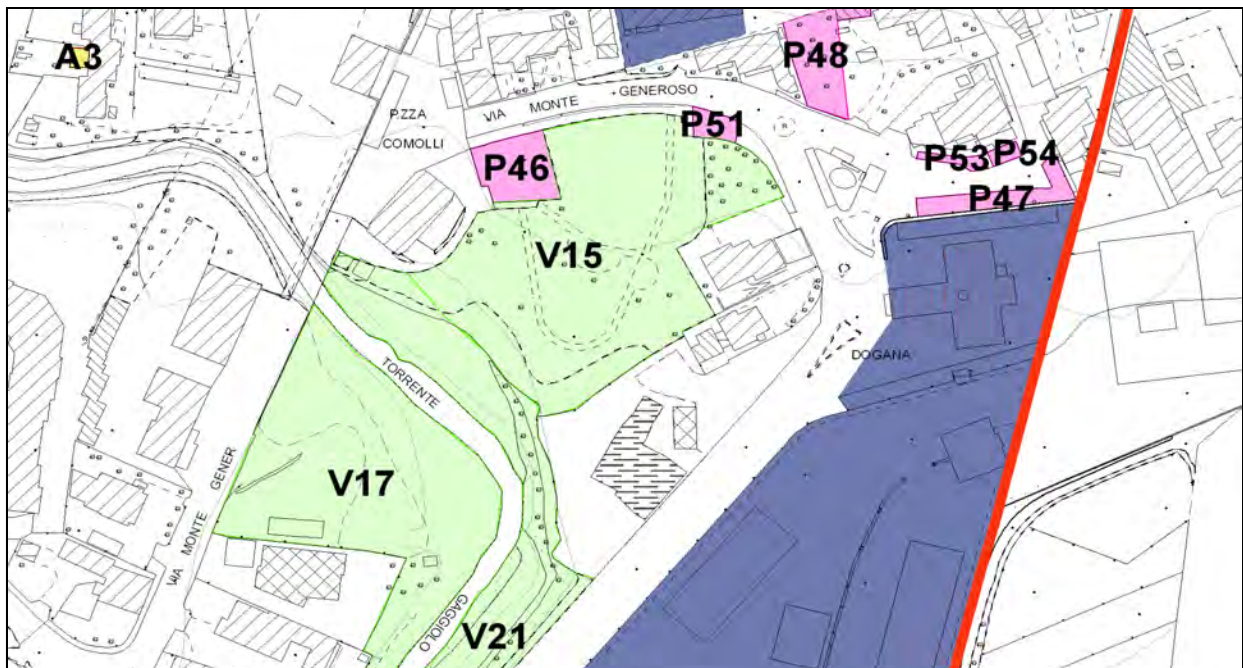 A3
P48
GENEROSO
VIA MONTE
P.ZZA
COMOLLI
P51
P46
P53
P54
P47
V15
DOGANA
TORRENTE
V17
VIA MONTE GENER
GAGGIOLO
V21